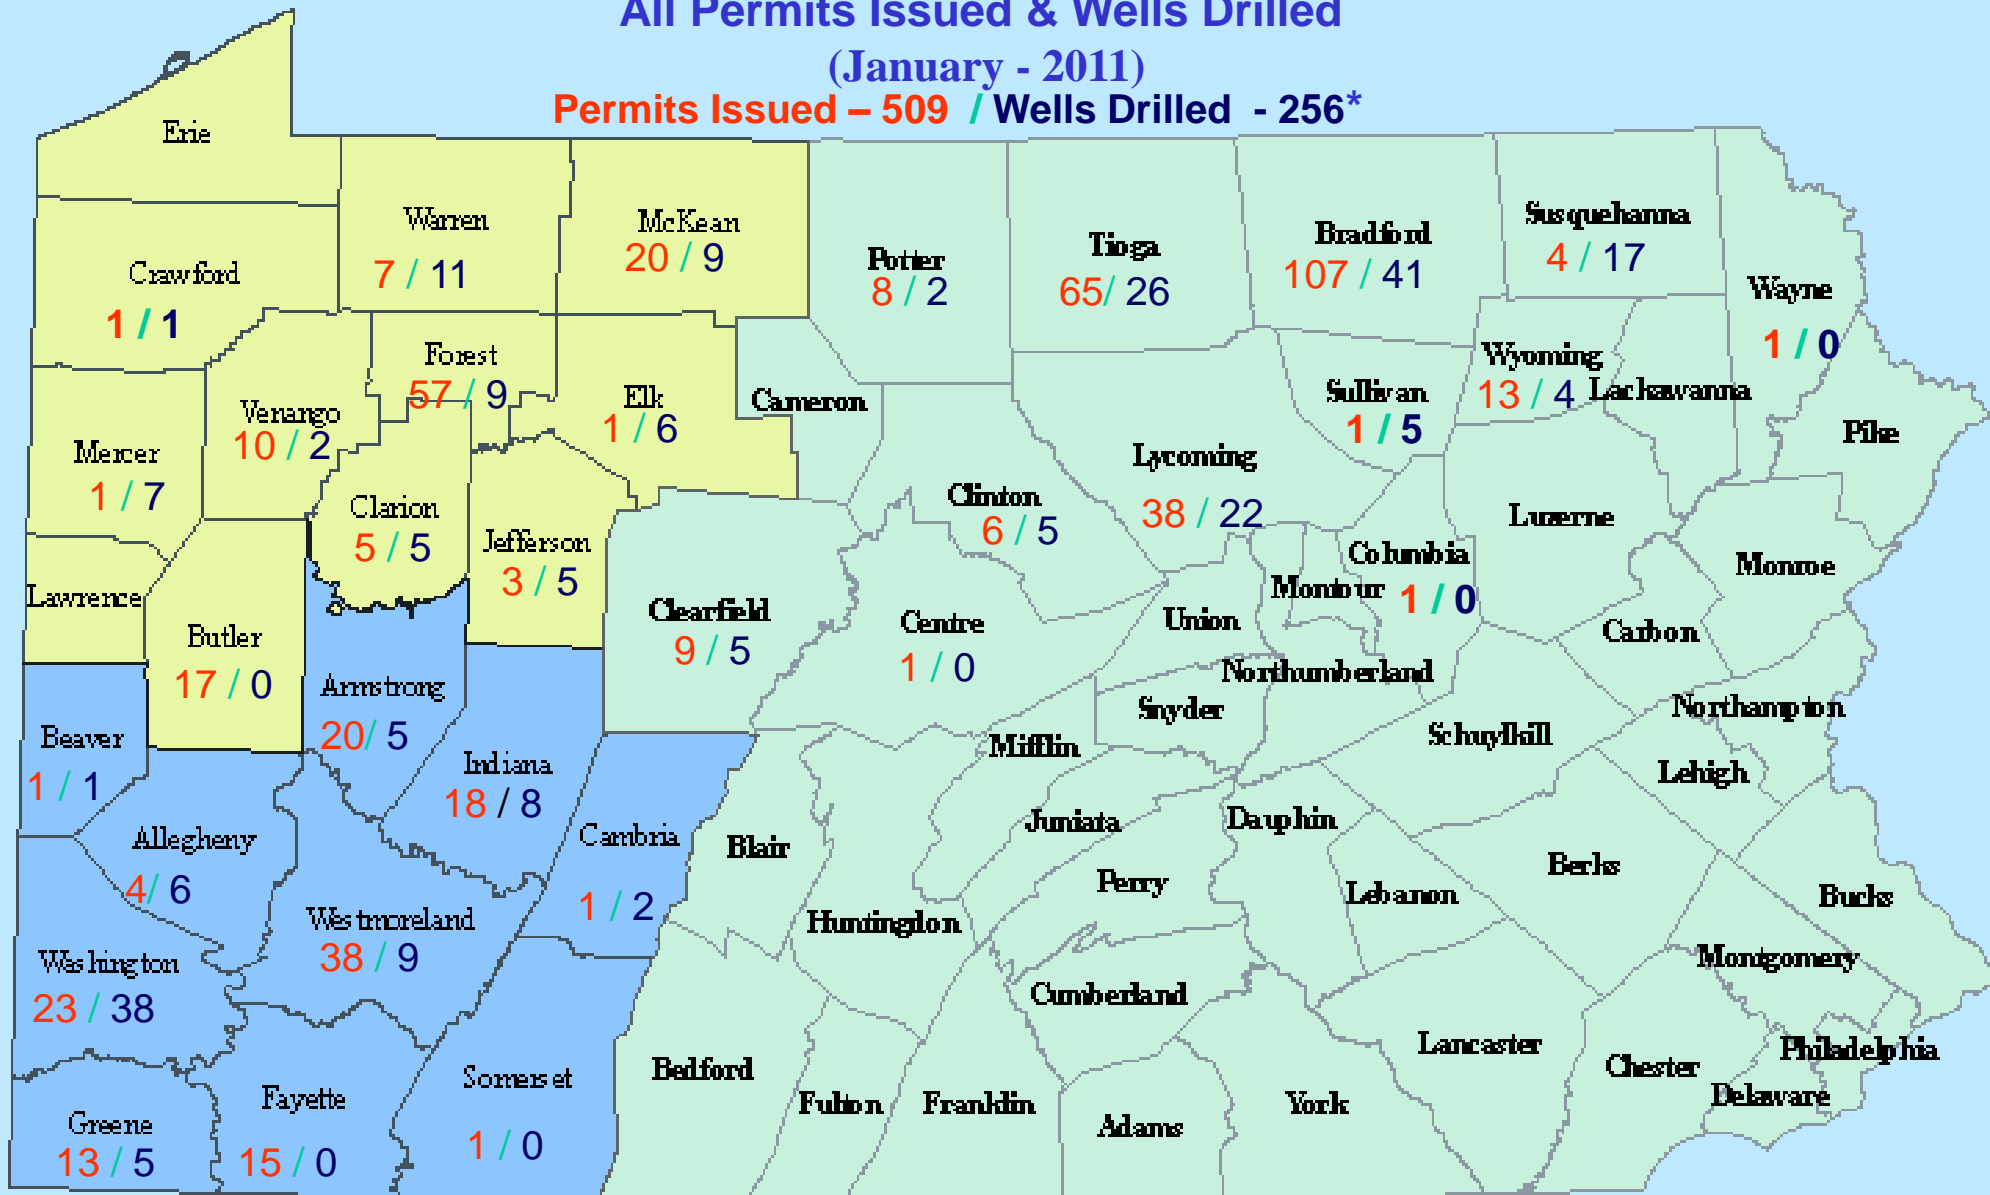 All Permits Issued & Wells Drilled
(January - 2011)
Permits Issued – 509 / Wells Drilled - 256*
Erie
Warren
7 / 11
McKean
20 / 9
Potter
8 / 2
Tioga
65/ 26
Bradford
107 / 41
Susquehanna
4 / 17
Wayne
1 / 0
Crawford
1 / 1
Forest
57 / 9
Elk
1 / 6
Cameron
Sullivan
1 / 5
Wyoming
13 / 4
Lackawanna
Pike
Mercer
1 / 7
Venango
10 / 2
Clarion
5 / 5
Jefferson
3 / 5
Clinton
6 / 5
Lycoming
38 / 22
Columbia
1 / 0
Montour
Luzerne
Monroe
Lawrence
Butler
17 / 0
Armstrong
20/ 5
Clearfield
9 / 5
Centre
1 / 0
Union
Northumberland
Snyder
Carbon
Northampton
Beaver
1 / 1
Indiana
18 / 8
Mifflin
Schuylkill
Lehigh
Allegheny
4/ 6
Cambria
1 / 2
Blair
Juniata
Dauphin
Perry
Lebanon
Berks
Bucks
Westmoreland
38 / 9
Huntingdon
Washington
23 / 38
Cumberland
Montgomery
Lancaster
Philadelphia
Chester
Delaware
Greene
13 / 5
Fayette
15 / 0
Somerset
1 / 0
Bedford
Fulton
Franklin
Adams
York